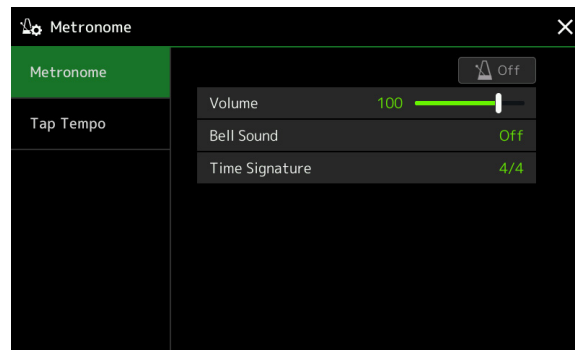 Metronome
Metronome
Off
Volume 100
Tap Tempo
Bell Sound Off
Time Signature 4/4